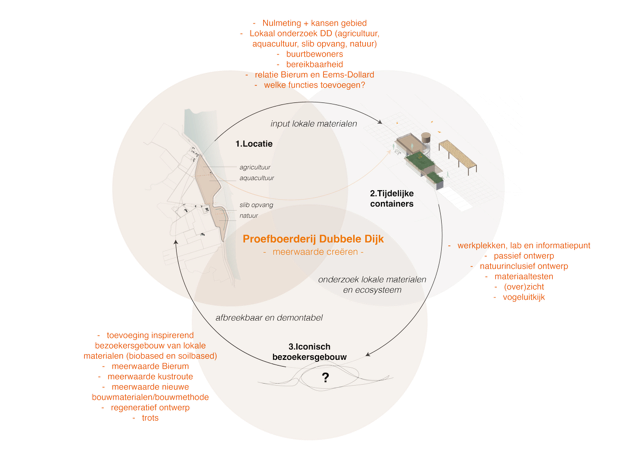 - Nulmeting + kansen gebied
- Lokaal onderzoek DD (agricultuur,
aquacultuur, slib opvang, natuur)
- buurtbewoners
- bereikbaarheid
- relatie Bierum en Eems-Dollard
- welke functies toevoegen?
input lokale materialen
1.Locatie
agricultuur
aquacultuur
slib opvang
natuur
2.Tijdelijke
containers
Proefboerderij Dubbele Dijk
- meerwaarde creëren -
- werkplekken, lab en informatiepunt
- passief ontwerp
- natuurinclusief ontwerp
- materiaaltesten
- (over)zicht
- vogeluitkijk
onderzoek lokale materialen
en ecosysteem
afbreekbaar en demontabel
- toevoeging inspirerend
bezoekersgebouw van lokale
materialen (biobased en soilbased)
- meerwaarde Bierum
- meerwaarde kustroute
- meerwaarde nieuwe
bouwmaterialen/bouwmethode
- regeneratief ontwerp
- trots
3.Iconisch
bezoekersgebouw
?